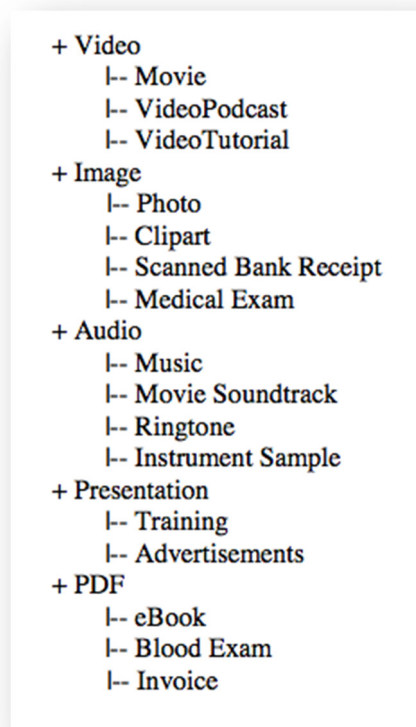 + Video
|-- Movie
|-- VideoPodcast
|-- VideoTutorial
+ Image
|-- Photo
|-- Clipart
|-- Scanned Bank Receipt
|-- Medical Exam
+ Audio
|-- Music
|-- Movie Soundtrack
|-- Ringtone
|-- Instrument Sample
+ Presentation
|-- Training
|-- Advertisements
+ PDF
|-- eBook
|-- Blood Exam
|-- Invoice